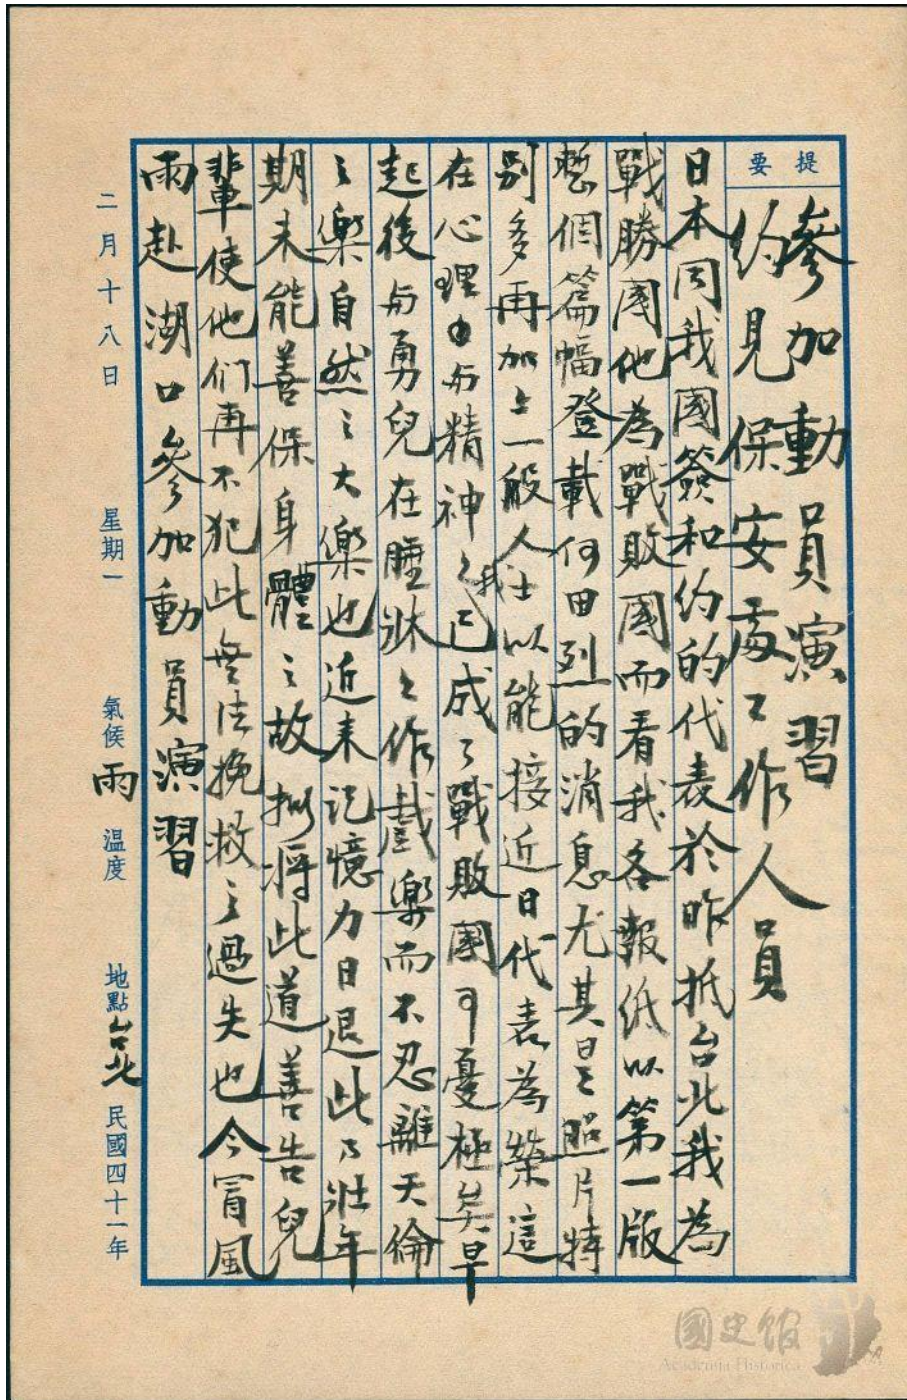 提要
參加動員演習
約見保安處工作人員
日本同我國簽和約的代表於昨抵台北我為
戰勝國他為戰敗國而看我各報紙以第一版
整個篇幅登載何田烈的消息尤其是照片特
別多再加上一般人士以能接近日代表為榮這
在心理中与精神之我已成了戰敗國可憂極矣早
起後与勇兒在睡牀上作戲樂而不忍離天倫
之樂自然之大樂也近來記憶力日退此乃壯年
期未能善保身體之故擬將此道善告兒
輩使他們再不犯此無法挽救之過失也今冒風
雨赴湖口參加動員演習
二月十八日 星期一 氣候 雨 溫度 地點 台北 民國四十一年
國史館
Academia Historica